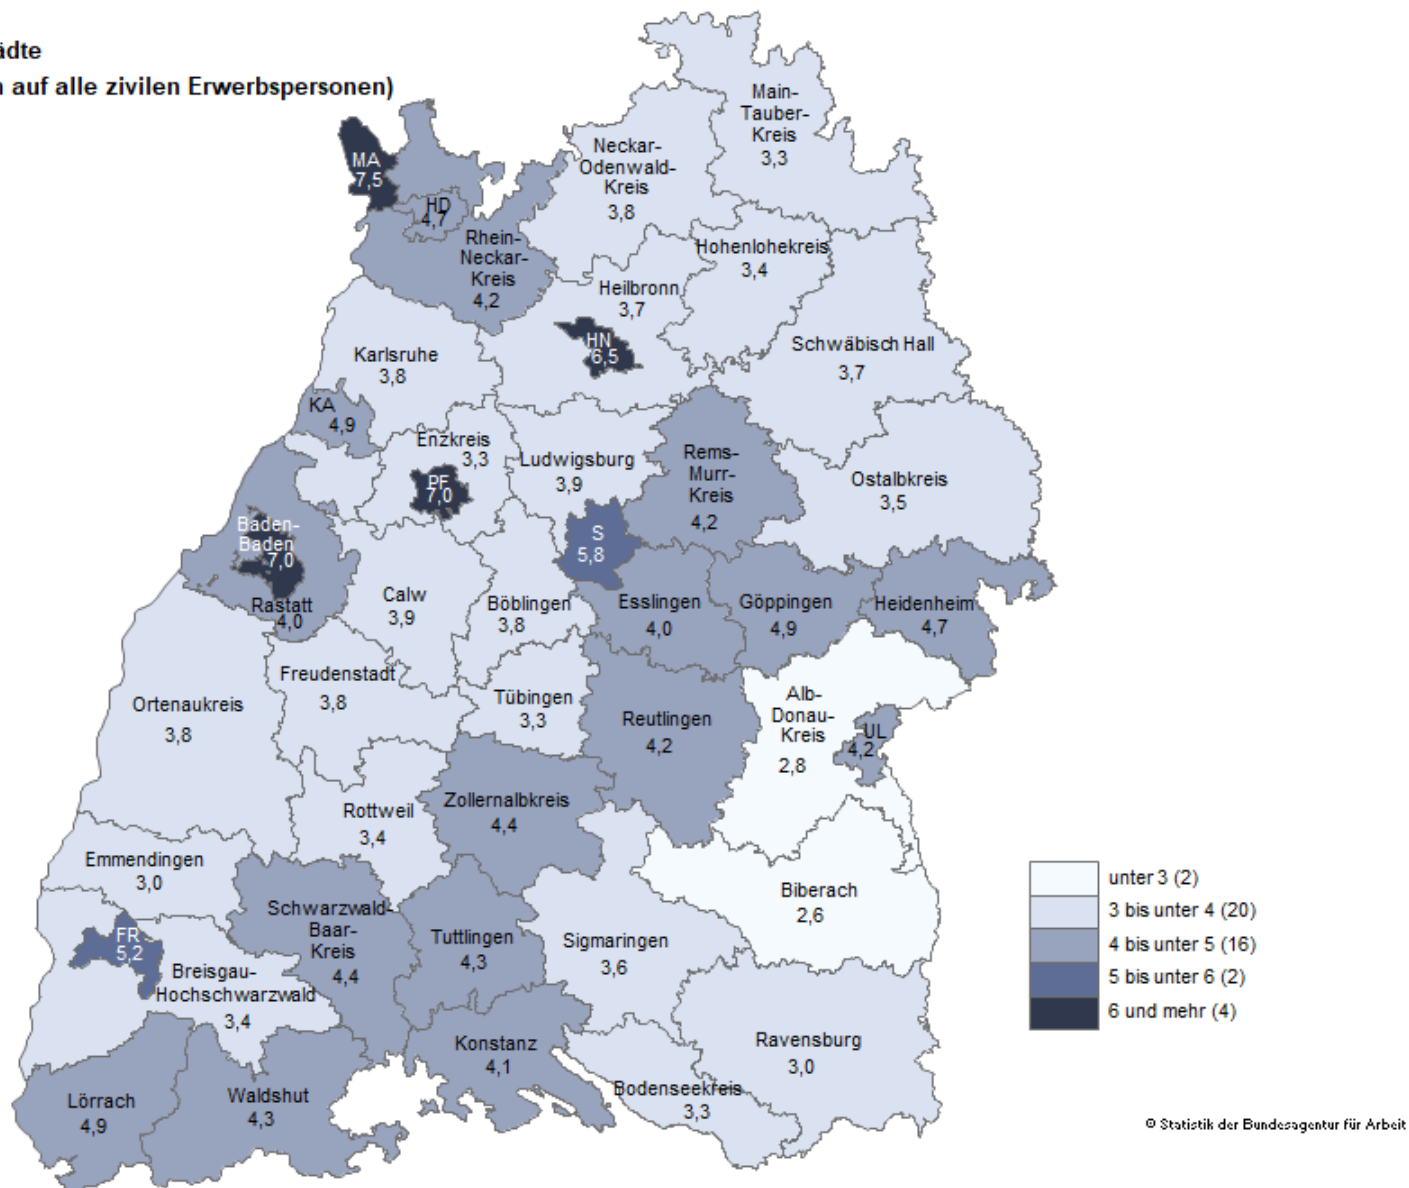 ädte
n auf alle zivilen Erwerbspersonen)
Main-
Tauber-
Kreis
3,3
MA
7,5
Neckar-
Odenwald-
Kreis
3,8
HD
4,7
Rhein-
Neckar-
Kreis
4,2
Hohenlohekreis
3,4
Heilbronn
3,7
HN
6,5
Schwäbisch Hall
3,7
Karlsruhe
3,8
KA
4,9
Enzkreis
3,3
PF
7,0
Ludwigsburg
3,9
Rems-
Murr-
Kreis
4,2
Ostalbkreis
3,5
Baden-
Baden
7,0
Rastatt
4,0
S
5,8
Calw
3,9
Böblingen
3,8
Esslingen
4,0
Göppingen
4,9
Heidenheim
4,7
Ortenaukreis
3,8
Freudenstadt
3,8
Tübingen
3,3
Reutlingen
4,2
Alb-
Donau-
Kreis
2,8
UL
4,2
Rottweil
3,4
Zollernalbkreis
4,4
Emmendingen
3,0
Biberach
2,6
FR
5,2
Breisgau-
Hochschwarzwald
3,4
Schwarzwald-
Baar-
Kreis
4,4
Tuttlingen
4,3
Sigmaringen
3,6
Konstanz
4,1
Ravensburg
3,0
Bodenseekreis
3,3
Lörrach
4,9
Waldshut
4,3
unter 3 (2)
3 bis unter 4 (20)
4 bis unter 5 (16)
5 bis unter 6 (2)
6 und mehr (4)
© Statistik der Bundesagentur für Arbeit